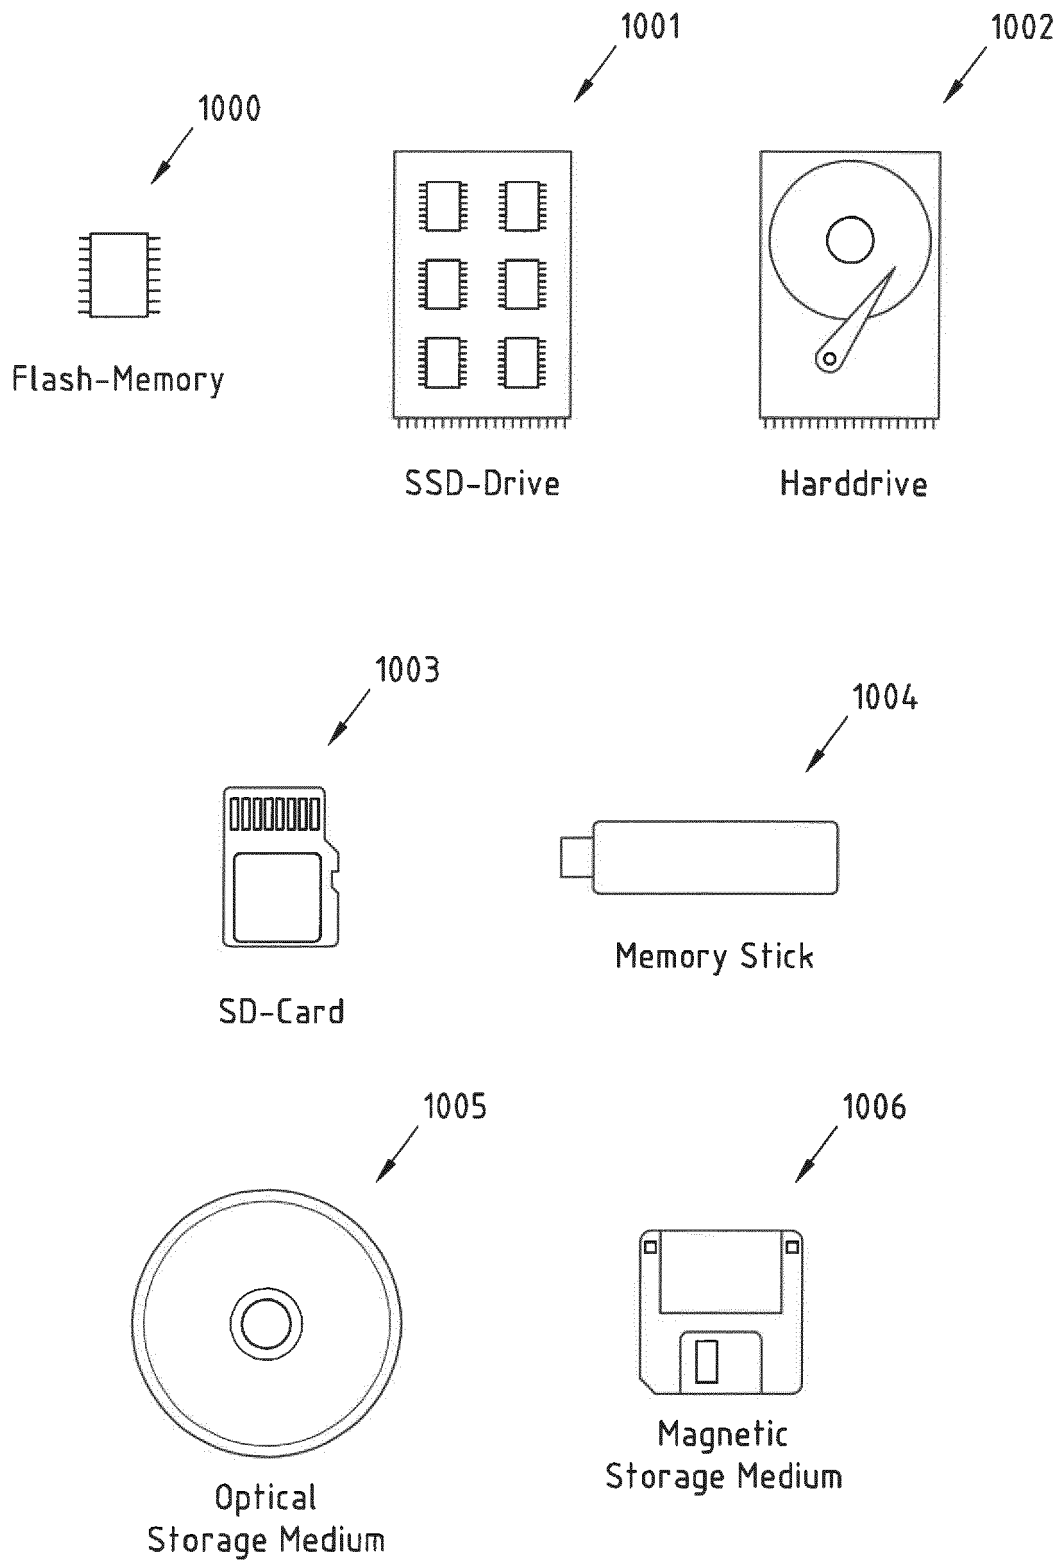 1000
1001
1002
Flash-Memory
SSD-Drive
Harddrive
1003
1004
SD-Card
Memory Stick
1005
1006
Optical
Storage Medium
Magnetic
Storage Medium